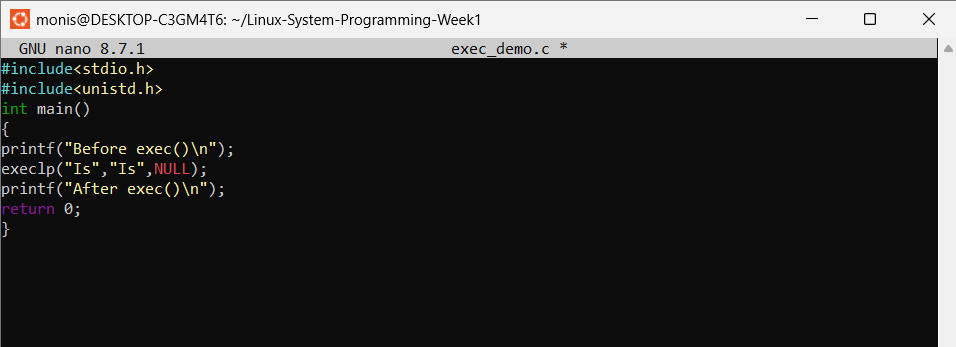 monis@DESKTOP-C3GM4T6: ~/Linux-System-Programming-Week1
GNU nano 8.7.1 exec_demo.c *
#include<stdio.h>
#include<unistd.h>
int main()
{
printf("Before exec()\n");
execlp("Is","Is",NULL);
printf("After exec()\n");
return 0;
}